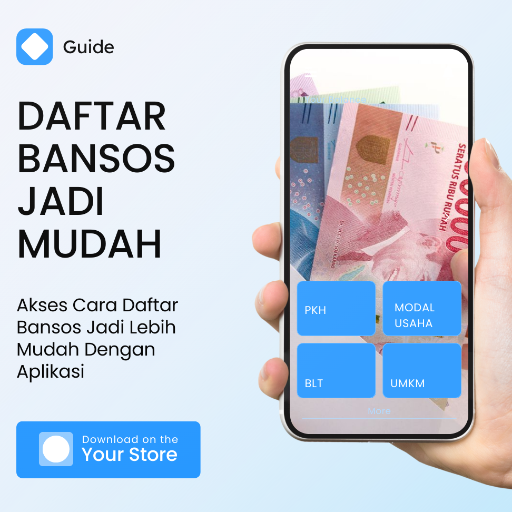 Guide
DAFTAR
BANSOS
JADI
MUDAH
Akses Cara Daftar
Bansos Jadi Lebih
Mudah Dengan
Aplikasi
Download on the
Your Store
SERATUS RIBU RUPIAH
PKH
MODAL
USAHA
BLT
UMKM
More